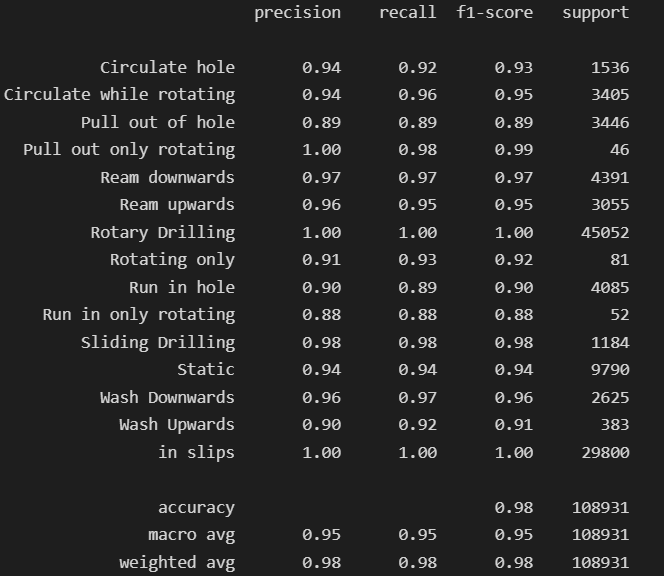 precision recall f1-score support
Circulate hole 0.94 0.92 0.93 1536
Circulate while rotating 0.94 0.96 0.95 3405
Pull out of hole 0.89 0.89 0.89 3446
Pull out only rotating 1.00 0.98 0.99 46
Ream downwards 0.97 0.97 0.97 4391
Ream upwards 0.96 0.95 0.95 3055
Rotary Drilling 1.00 1.00 1.00 45052
Rotating only 0.91 0.93 0.92 81
Run in hole 0.90 0.89 0.90 4085
Run in only rotating 0.88 0.88 0.88 52
Sliding Drilling 0.98 0.98 0.98 1184
Static 0.94 0.94 0.94 9790
Wash Downwards 0.96 0.97 0.96 2625
Wash Upwards 0.90 0.92 0.91 383
in slips 1.00 1.00 1.00 29800
accuracy 0.98 108931
macro avg 0.95 0.95 0.95 108931
weighted avg 0.98 0.98 0.98 108931